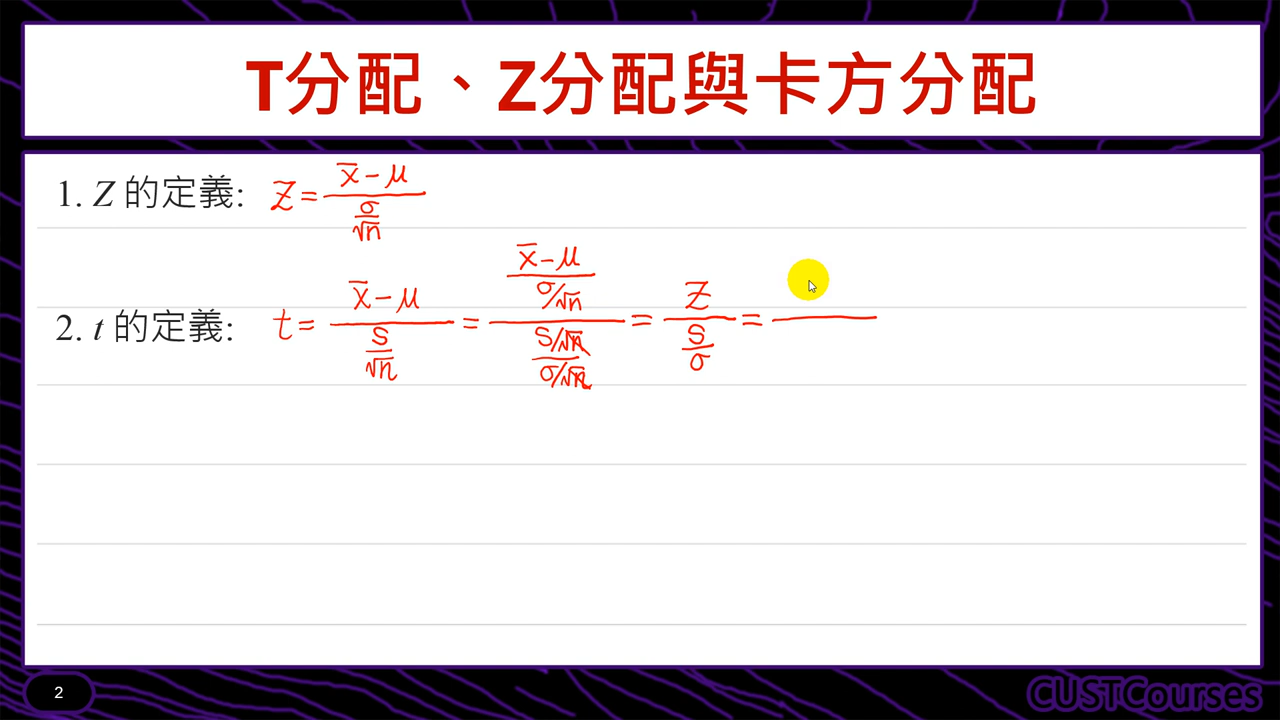 T分配、Z分配與卡方分配
1. Z 的定義: Z = (x̄ - μ) / (σ/√n)
2. t 的定義: t = (x̄ - μ) / (S/√n) = ((x̄ - μ) / (σ/√n)) / ((S/√n) / (σ/√n)) = Z / (S/σ) =
2
CUSTCourses